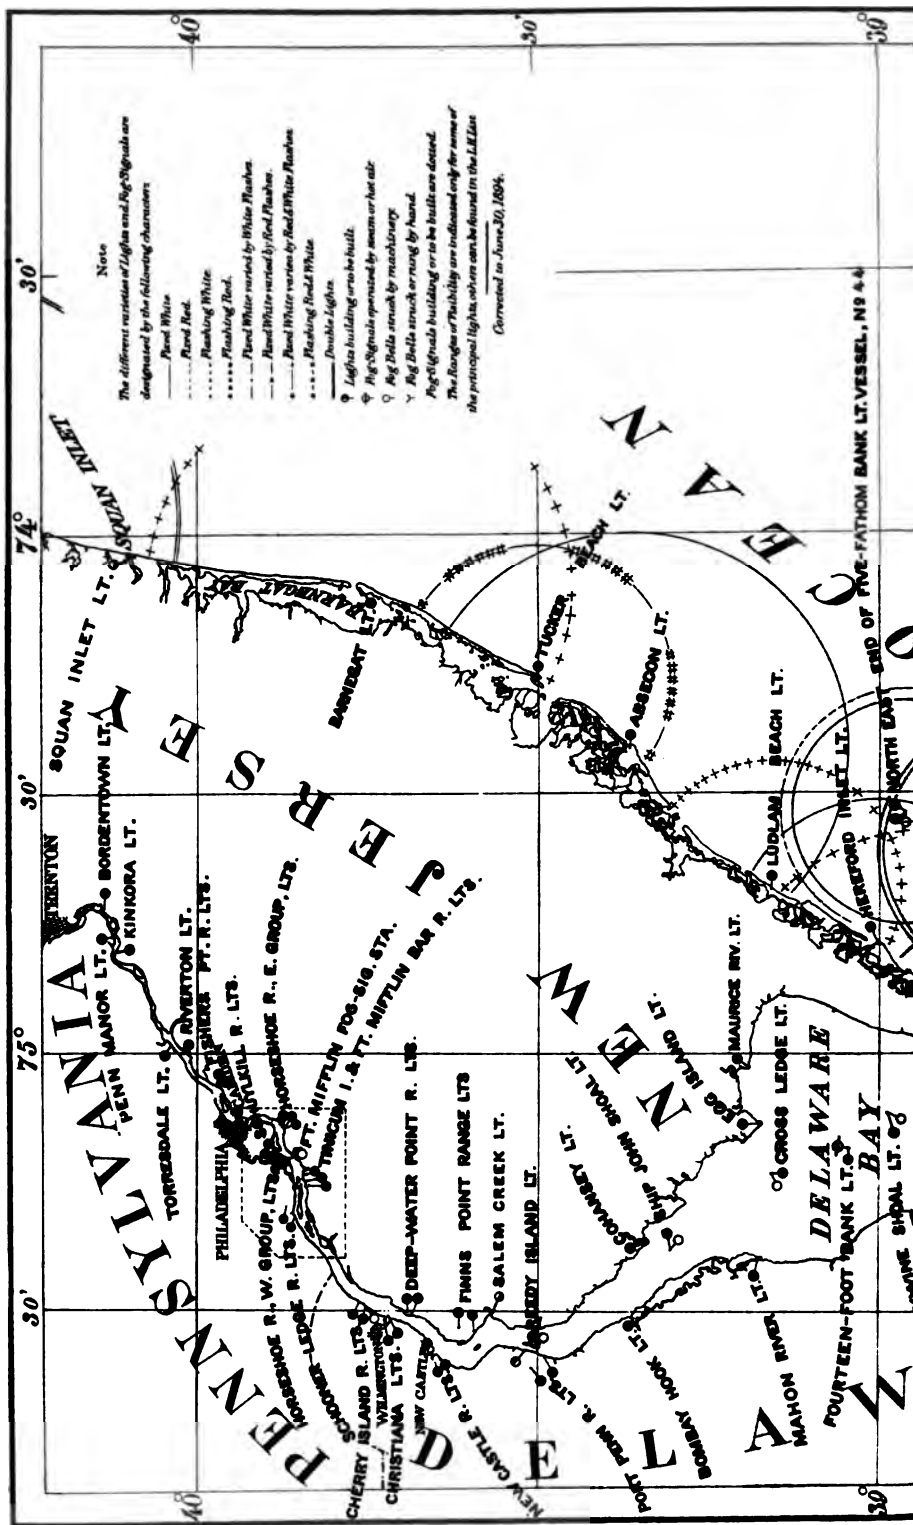 40°
30'
39°
30'
74°
30'
75°
30'
Note
The different varieties of Lights and Fog-Signals are
designated by the following characters
Fixed White.
Fixed Red.
Flashing White.
Flashing Red.
Fixed White varied by White Flashes.
Fixed White varied by Red Flashes.
Fixed White varied by Red & White Flashes.
Flashing Red & White.
Double Lights.
Lights building or to be built.
Fog-Signals operated by steam or hot air
Fog Bells struck by machinery.
Fog Bells struck or rung by hand.
Fog-Signals building or to be built are dotted.
The Ranges of Visibility are indicated only for some of
the principal lights, others can be found in the L.H. List
Corrected to June 30, 1894.
SQUAN INLET
SQUAN INLET LT.
BARNEGAT BAY
BARNEGAT LT.
TUCKER BEACH LT.
ABSECON LT.
LUDLAM BEACH LT.
HEREFORD INLET LT.
NORTH EAST END OF FIVE-FATHOM BANK LT. VESSEL, Nº 44
OCEAN
NEW JERSEY
TRENTON
BORDENTOWN LT.
KINKORA LT.
PENN MANOR LT.
RIVERTON LT.
FISHERS PT. R. LTS.
TORRESDALE LT.
PENNSYLVANIA
PHILADELPHIA
SCHUYLKILL R. LTS.
HORSESHOE R., E. GROUP, LTS.
FT. MIFFLIN FOG-SIG. STA.
TINICUM I. & FT. MIFFLIN BAR R. LTS.
HORSESHOE R., W. GROUP, LTS.
SCHOONER LEDGE R. LTS.
CHERRY ISLAND R. LTS.
WILMINGTON
CHRISTIANA LTS.
NEW CASTLE
NEW CASTLE R. LTS.
DEEP-WATER POINT R. LTS.
FINNS POINT RANGE LTS
SALEM CREEK LT.
REEDY ISLAND LT.
PORT PENN R. LTS.
BOMBAY HOOK LT.
MAHON RIVER LT.
COHANSEY LT.
SHIP JOHN SHOAL LT.
EGG ISLAND LT.
MAURICE RIV. LT.
CROSS LEDGE LT.
DELAWARE BAY
FOURTEEN-FOOT BANK LT.
SHOAL LT.
DELAW
40°
39°